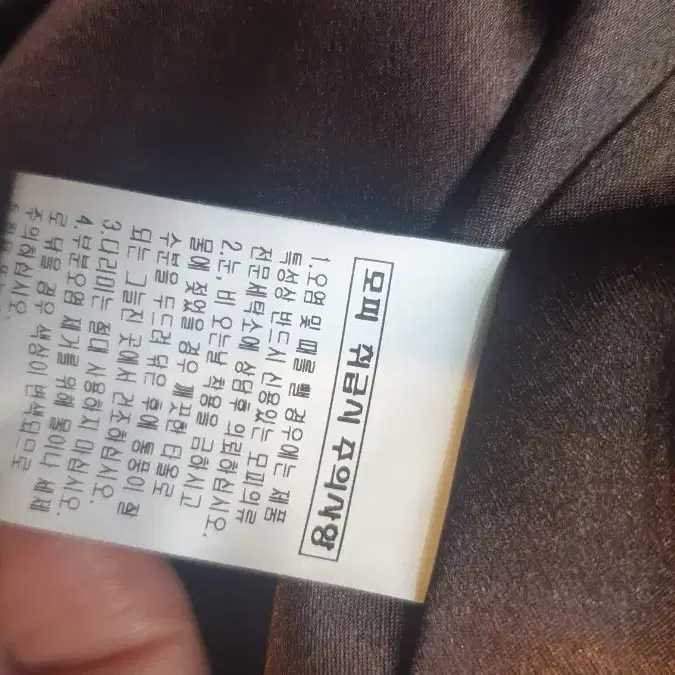 모피 취급시 주의사항
1.오염 및 때를 뺄 경우에는 제품
특성상 반드시 신용있는 모피의류
전문세탁소에 상담후 의뢰하십시오.
2.눈, 비 오는날 착용을 금하시고
물에 젖었을 경우 깨끗한 타올로
수분을 두드려 닦은 후에 통풍이 잘
되는 그늘진 곳에서 건조하십시오.
3.다리미는 절대 사용하지 마십시오.
4.부분오염 제거를 위해 물이나 세제
로 닦을 경우 색상이 변색되므로
주의하십시오.